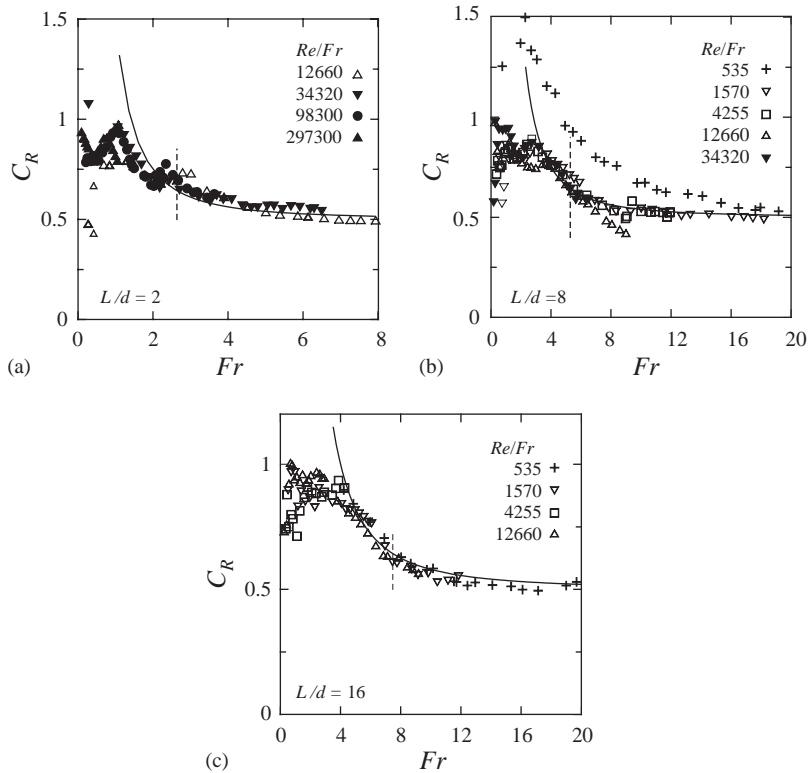 1.5
1
0.5
0
C_R
0 2 4 6 8
Fr
Re/Fr
12660
34320
98300
297300
L/d = 2
(a)
1.5
1
0.5
0
C_R
0 4 8 12 16 20
Fr
Re/Fr
535
1570
4255
12660
34320
L/d =8
(b)
1
0.5
0
C_R
0 4 8 12 16 20
Fr
Re/Fr
535
1570
4255
12660
L/d = 16
(c)